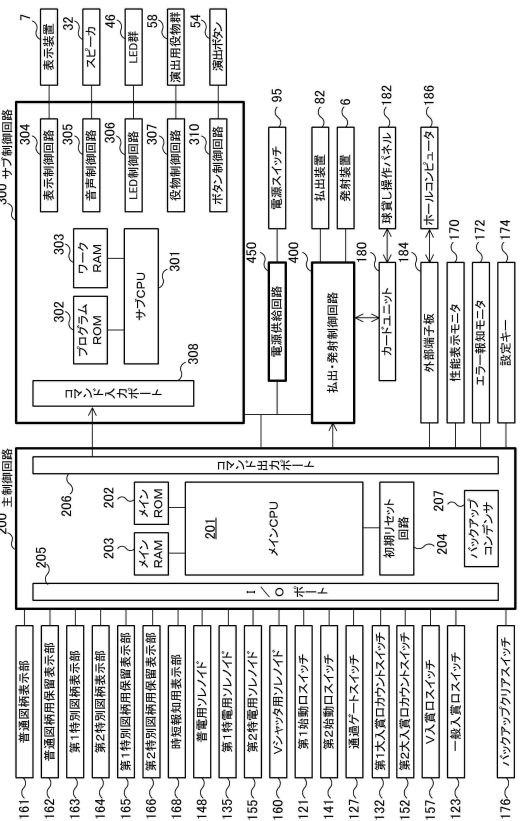 161 普通図柄表示部
162 普通図柄用保留表示部
163 第1特別図柄表示部
164 第2特別図柄表示部
165 第1特別図柄用保留表示部
166 第2特別図柄用保留表示部
168 時短報知用表示部
148 普電用ソレノイド
135 第1特電用ソレノイド
155 第2特電用ソレノイド
160 Vシャッタ用ソレノイド
121 第1始動口スイッチ
141 第2始動口スイッチ
127 通過ゲートスイッチ
132 第1大入賞口カウントスイッチ
152 第2大入賞口カウントスイッチ
157 V入賞口スイッチ
123 一般入賞口スイッチ
176 バックアップクリアスイッチ
200 主制御回路
205
I/Oポート
203
メイン
RAM
202
メイン
ROM
201
メインCPU
初期リセット
回路
204
207
バックアップ
コンデンサ
206
コマンド出力ポート
300 サブ制御回路
308
コマンド入力ポート
302
プログラム
ROM
303
ワーク
RAM
サブCPU
301
304
表示制御回路
305
音声制御回路
306
LED制御回路
307
役物制御回路
310
ボタン制御回路
7
表示装置
32
スピーカ
46
LED群
58
演出用役物群
54
演出ボタン
450
電源供給回路
電源スイッチ
95
400
払出・発射制御回路
払出装置
82
発射装置
6
180
カードユニット
球貸し操作パネル
182
184
外部端子板
ホールコンピュータ
186
性能表示モニタ
170
エラー報知モニタ
172
設定キー
174